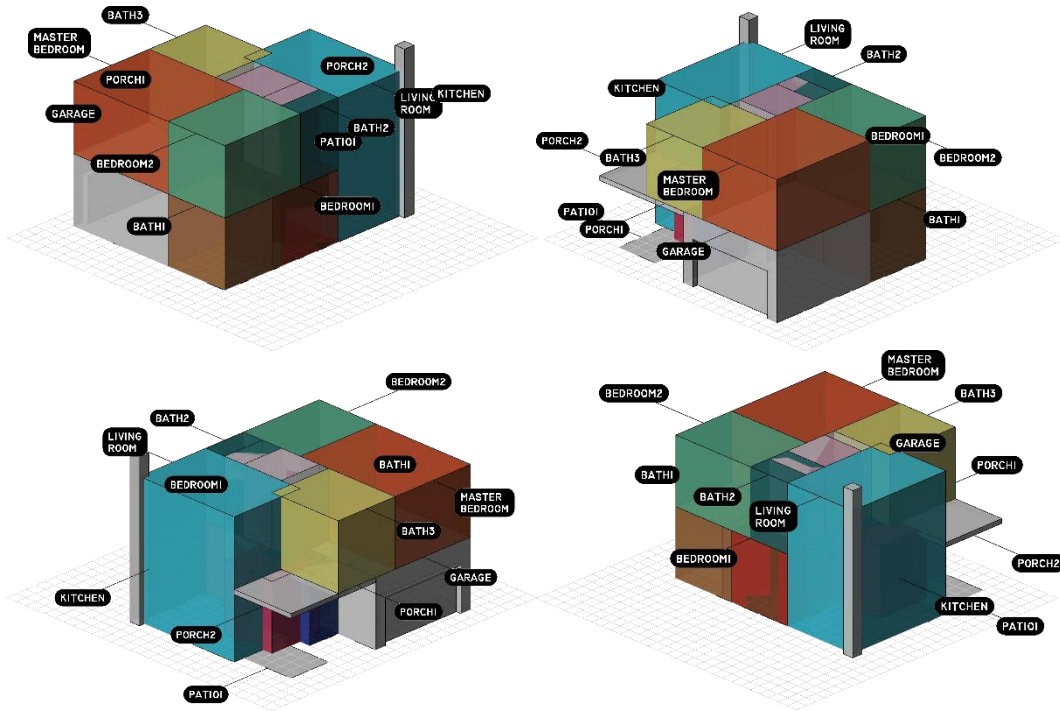 BATH3
MASTER
BEDROOM
PORCH1
PORCH2
GARAGE
LIVING
ROOM
KITCHEN
BATH2
PATIO1
BEDROOM2
BEDROOM1
BATH1
LIVING
ROOM
BATH2
KITCHEN
BEDROOM1
PORCH2
BATH3
BEDROOM2
MASTER
BEDROOM
PATIO1
BATH1
PORCH1
GARAGE
BEDROOM2
BATH2
LIVING
ROOM
BATH1
BEDROOM1
MASTER
BEDROOM
BATH3
GARAGE
KITCHEN
PORCH1
PORCH2
PATIO1
MASTER
BEDROOM
BEDROOM2
BATH3
GARAGE
BATH1
PORCH1
BATH2
LIVING
ROOM
BEDROOM1
PORCH2
KITCHEN
PATIO1